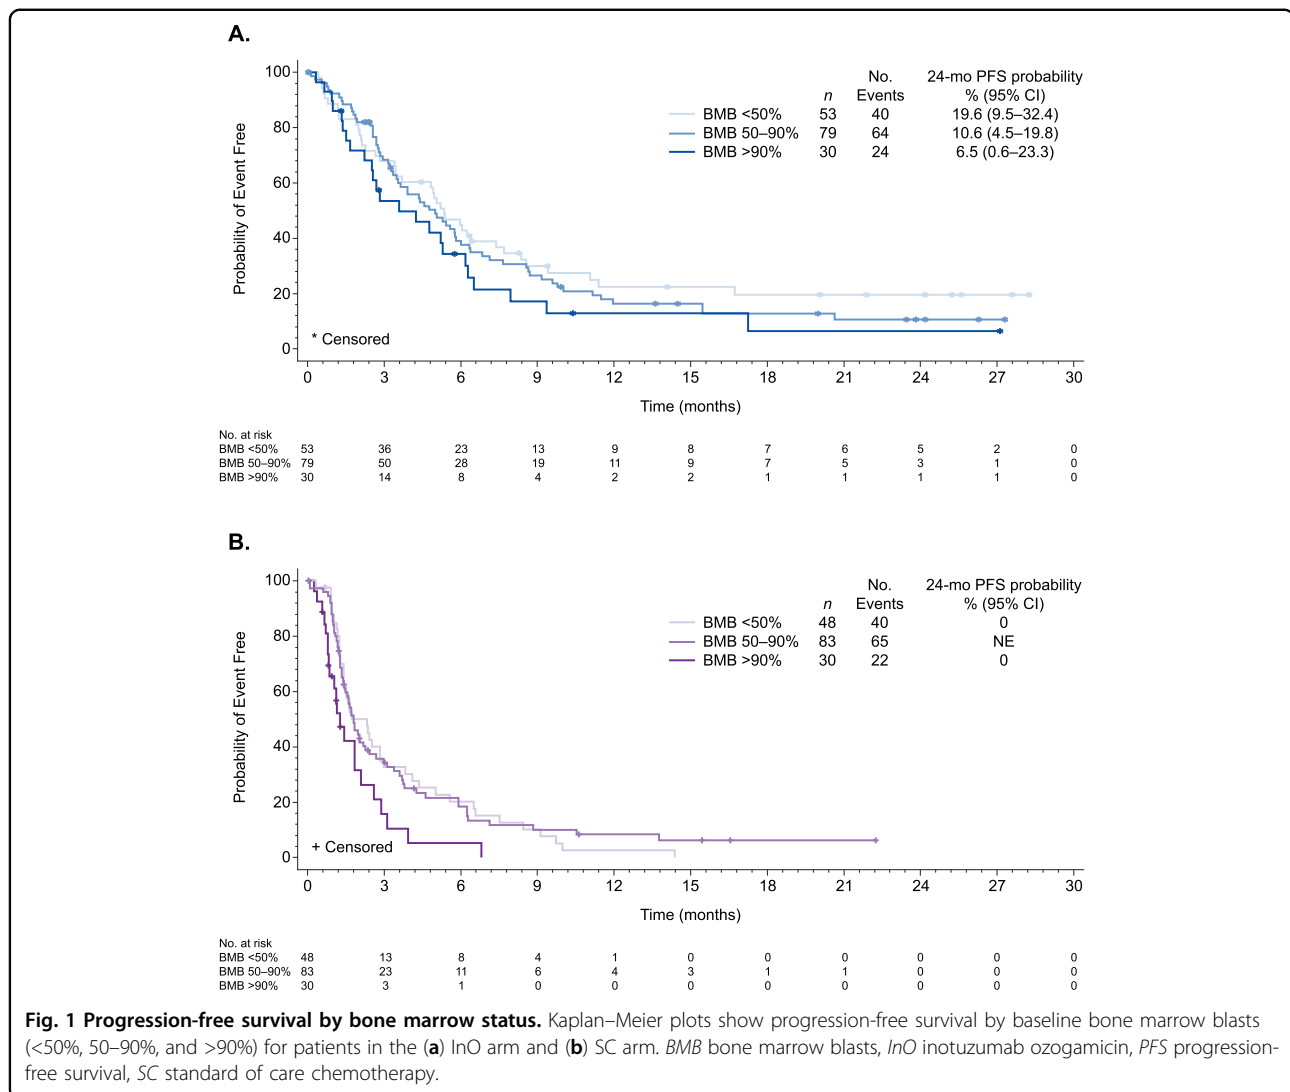 A.
No. 24-mo PFS probability
n Events % (95% CI)
BMB <50% 53 40 19.6 (9.5–32.4)
BMB 50–90% 79 64 10.6 (4.5–19.8)
BMB >90% 30 24 6.5 (0.6–23.3)
Probability of Event Free
100
80
60
40
20
0
* Censored
0 3 6 9 12 15 18 21 24 27 30
Time (months)
No. at risk
BMB <50% 53 36 23 13 9 8 7 6 5 2 0
BMB 50–90% 79 50 28 19 11 9 7 5 3 1 0
BMB >90% 30 14 8 4 2 2 1 1 1 1 0
B.
No. 24-mo PFS probability
n Events % (95% CI)
BMB <50% 48 40 0
BMB 50–90% 83 65 NE
BMB >90% 30 22 0
Probability of Event Free
100
80
60
40
20
0
+ Censored
0 3 6 9 12 15 18 21 24 27 30
Time (months)
No. at risk
BMB <50% 48 13 8 4 1 0 0 0 0 0 0
BMB 50–90% 83 23 11 6 4 3 1 1 0 0 0
BMB >90% 30 3 1 0 0 0 0 0 0 0 0
Fig. 1 Progression-free survival by bone marrow status. Kaplan–Meier plots show progression-free survival by baseline bone marrow blasts
(<50%, 50–90%, and >90%) for patients in the (a) InO arm and (b) SC arm. BMB bone marrow blasts, InO inotuzumab ozogamicin, PFS progression-
free survival, SC standard of care chemotherapy.